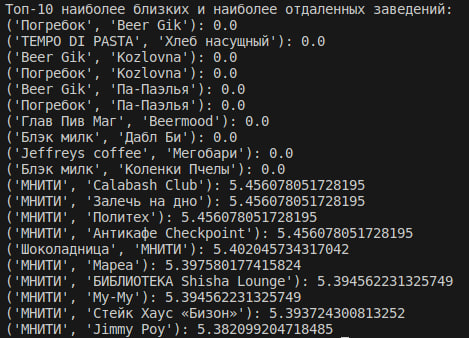 Топ-10 наиболее близких и наиболее отдаленных заведений:
('Погребок', 'Beer Gik'): 0.0
('TEMPO DI PASTA', 'Хлеб насущный'): 0.0
('Beer Gik', 'Kozlovna'): 0.0
('Погребок', 'Kozlovna'): 0.0
('Beer Gik', 'Па-Паэлья'): 0.0
('Погребок', 'Па-Паэлья'): 0.0
('Глав Пив Маг', 'Beermood'): 0.0
('Блэк милк', 'Дабл Би'): 0.0
('Jeffreys coffee', 'Мегобари'): 0.0
('Блэк милк', 'Коленки Пчелы'): 0.0
('МНИТИ', 'Calabash Club'): 5.456078051728195
('МНИТИ', 'Залечь на дно'): 5.456078051728195
('МНИТИ', 'Политех'): 5.456078051728195
('МНИТИ', 'Антикафе Checkpoint'): 5.456078051728195
('Шоколадница', 'МНИТИ'): 5.402045734317042
('МНИТИ', 'Мареа'): 5.397580177415824
('МНИТИ', 'БИБЛИОТЕКА Shisha Lounge'): 5.394562231325749
('МНИТИ', 'Му-Му'): 5.394562231325749
('МНИТИ', 'Стейк Хаус «Бизон»'): 5.393724300813252
('МНИТИ', 'Jimmy Poy'): 5.382099204718485